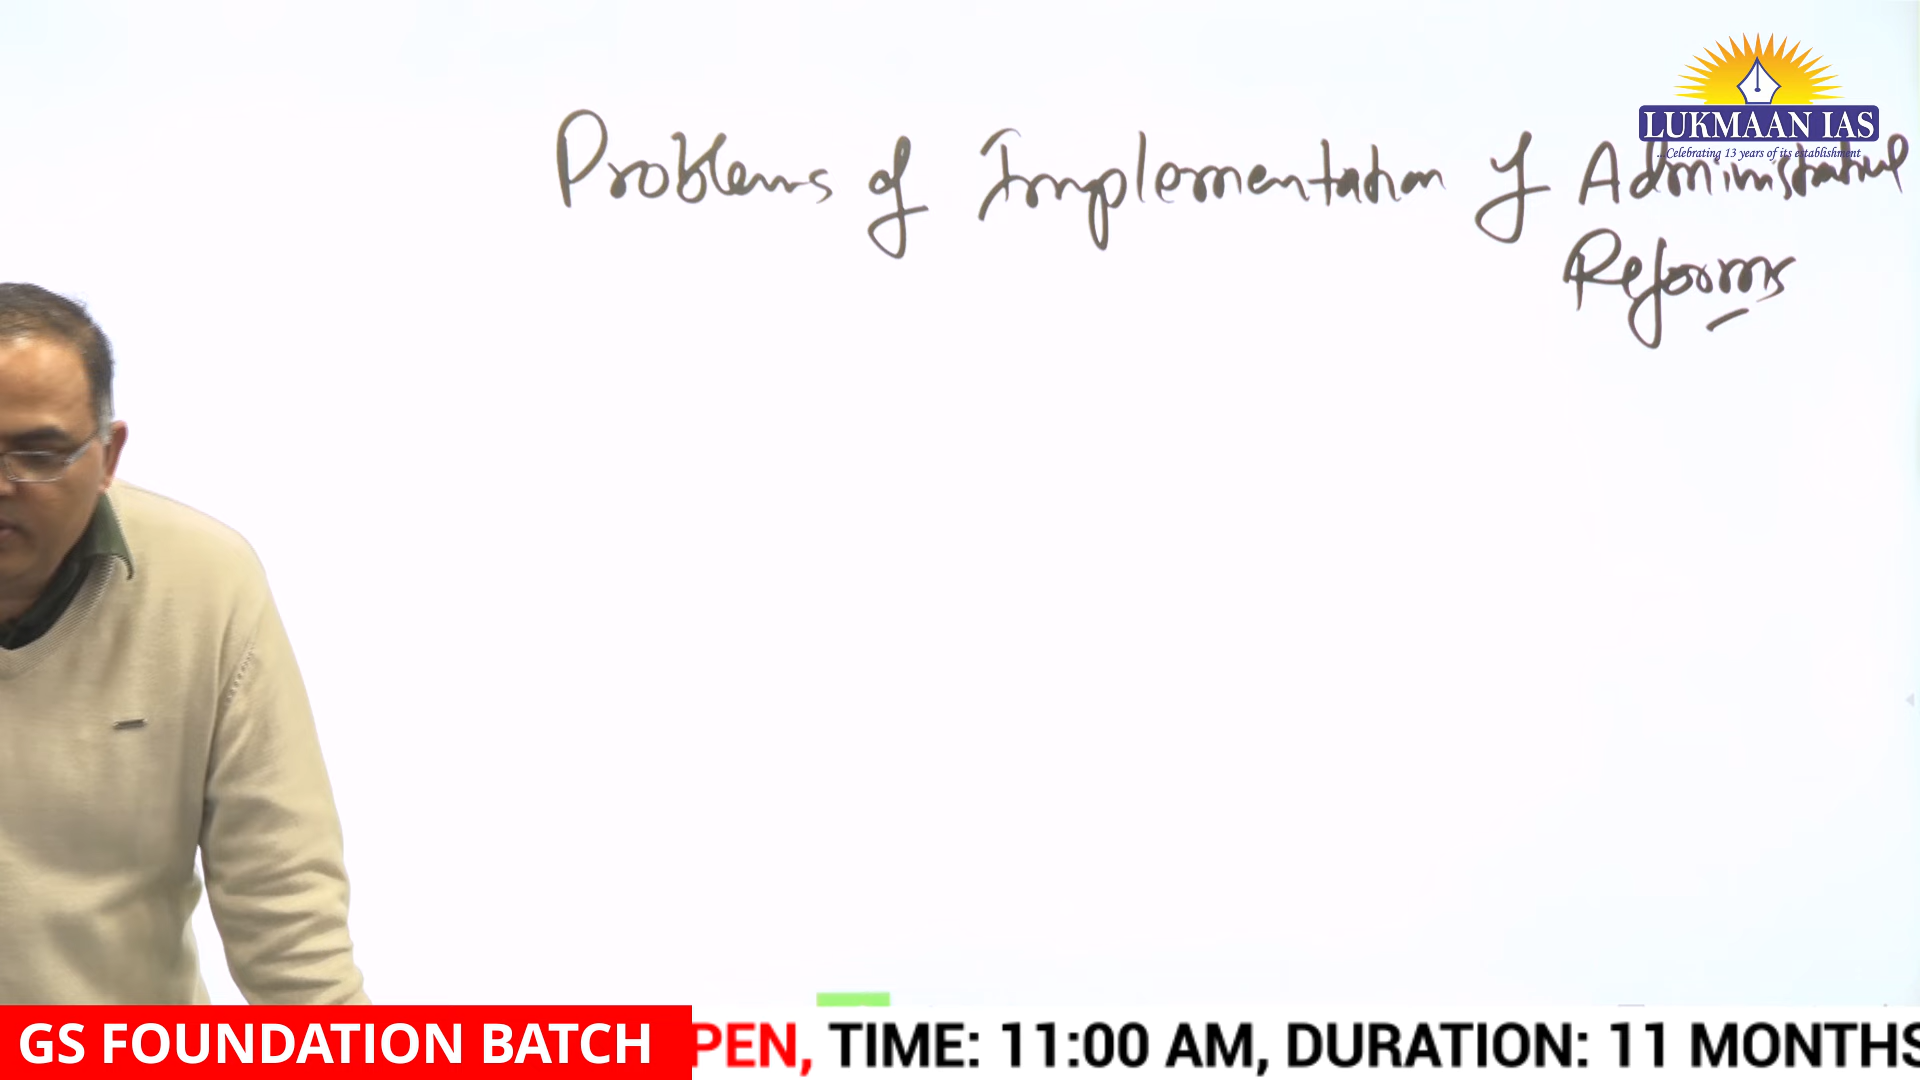 LUKMAAN IAS
...Celebrating 13 years of its establishment
Problems of Implementation of Administrative
Reforms
GS FOUNDATION BATCH
PEN, TIME: 11:00 AM, DURATION: 11 MONTHS